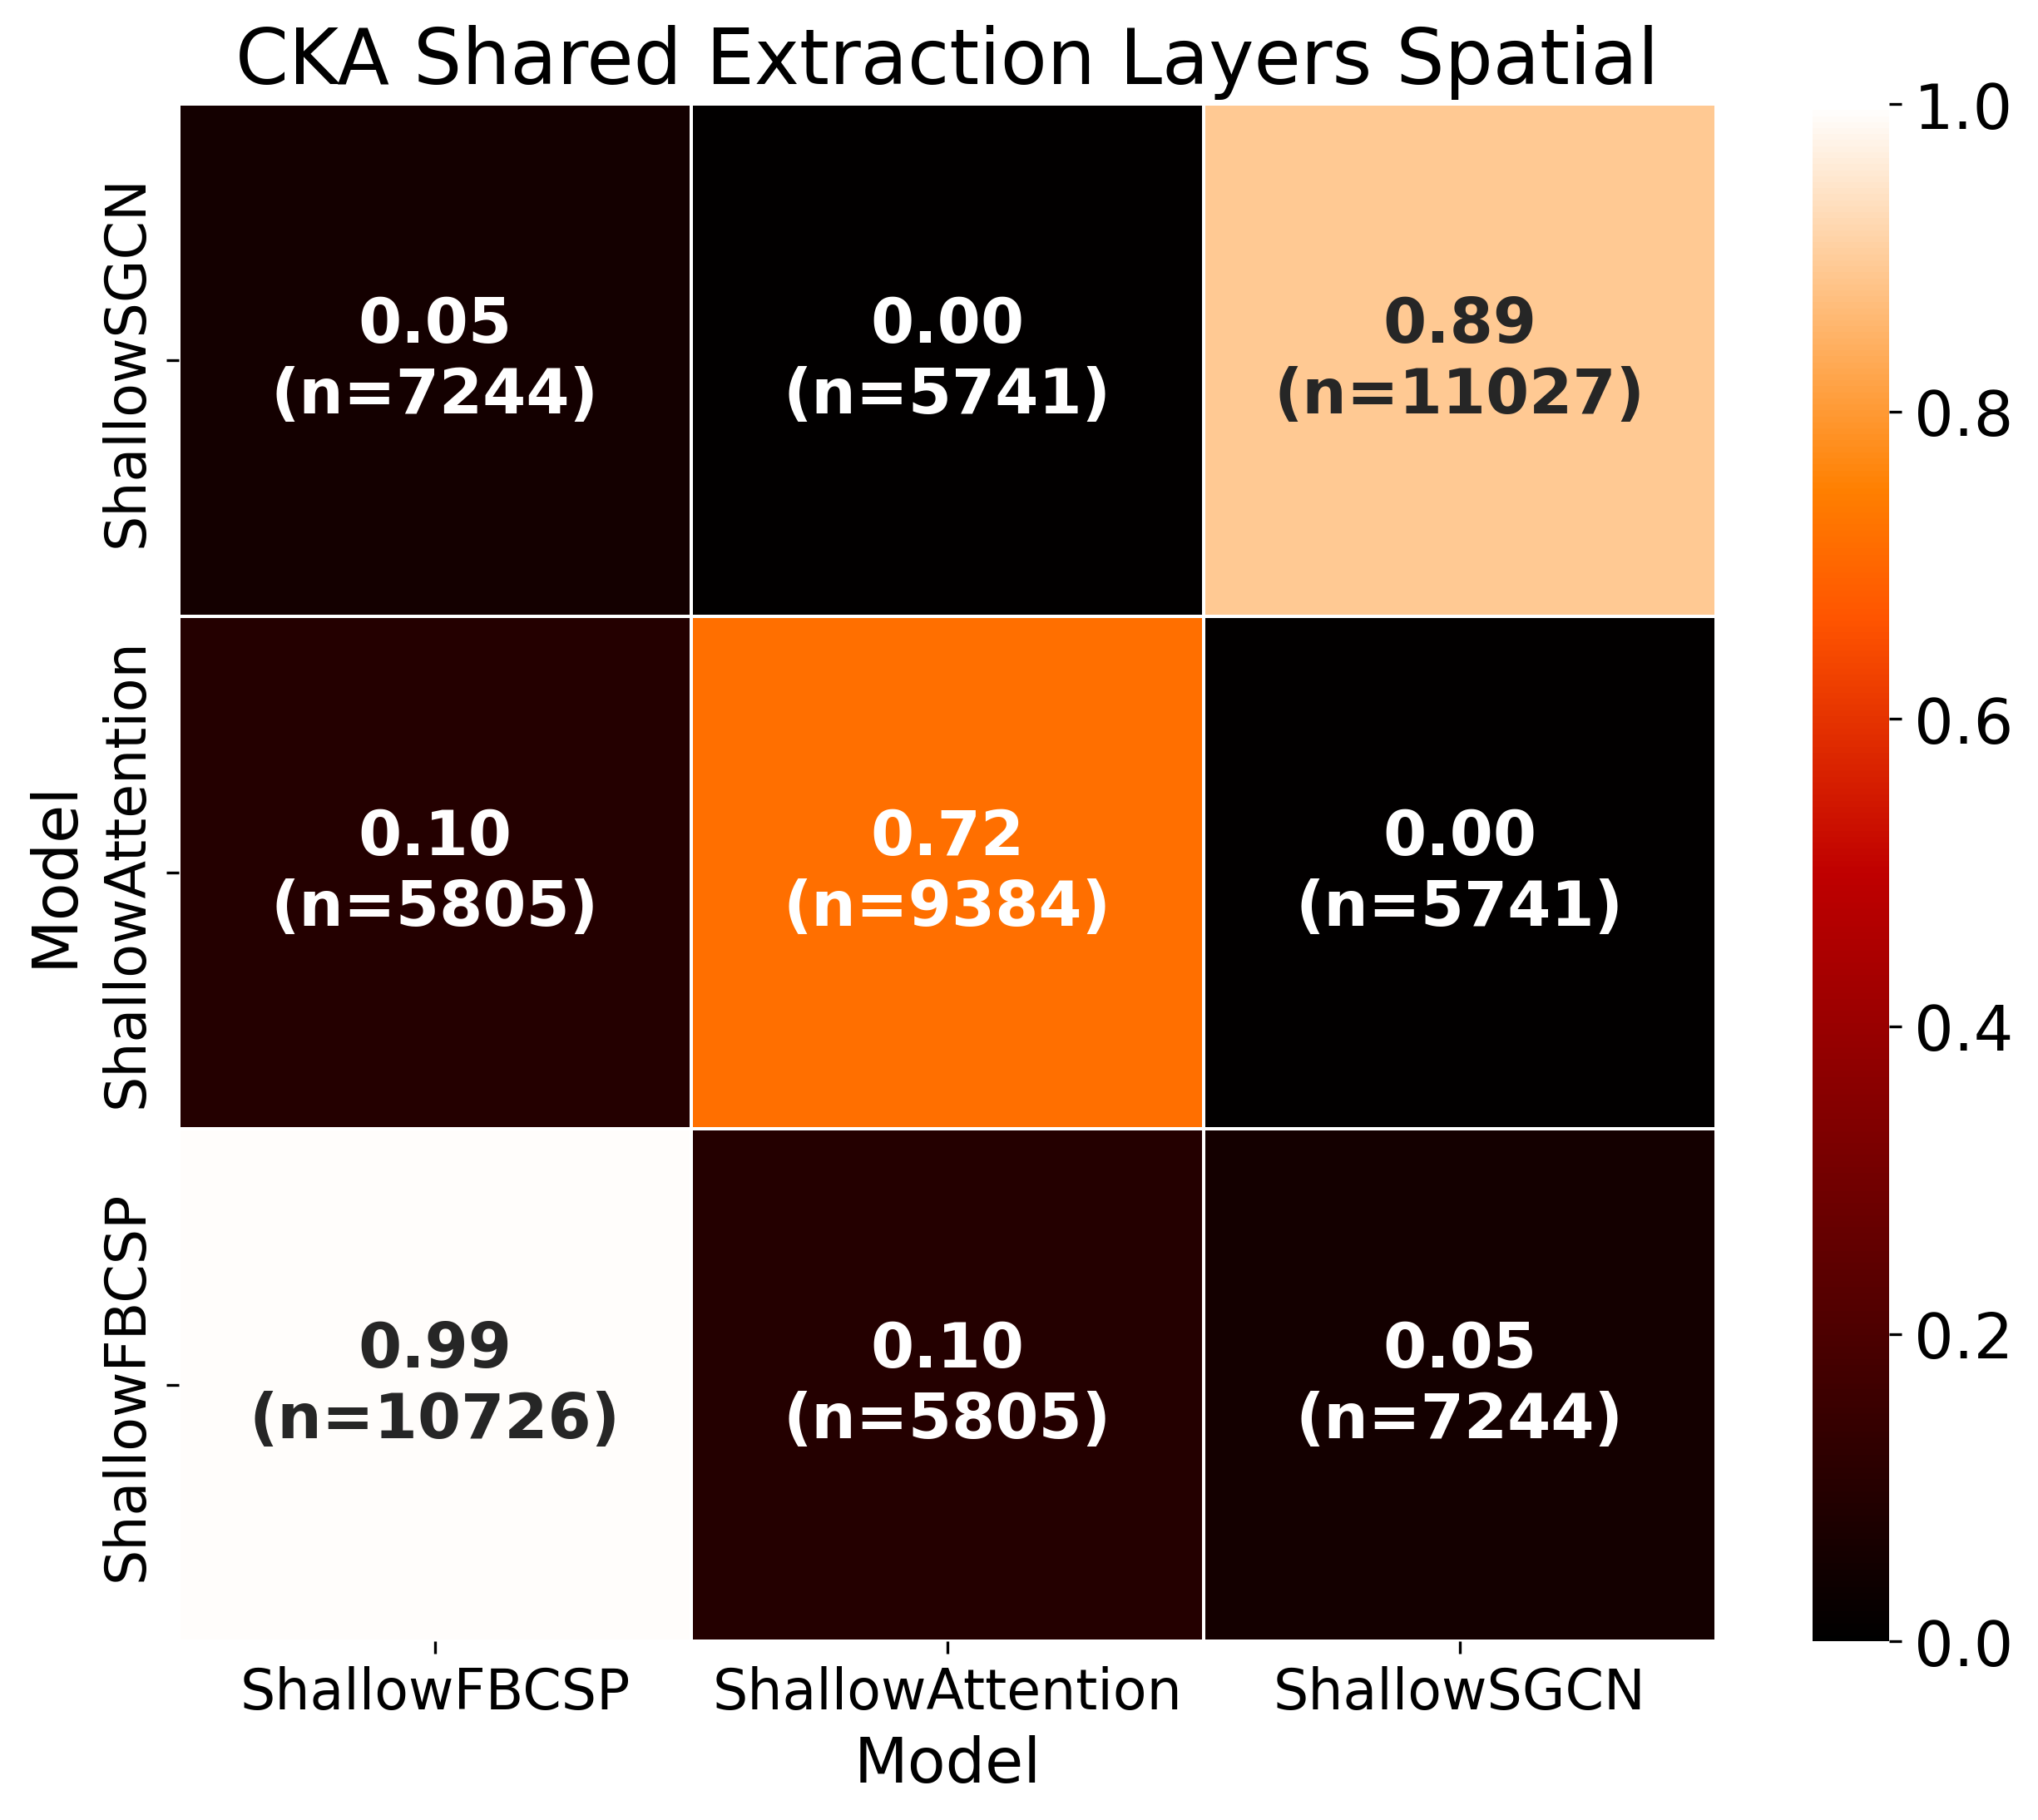 CKA Shared Extraction Layers Spatial
Model
ShallowSGCN
0.05
(n=7244)
0.00
(n=5741)
0.89
(n=11027)
ShallowAttention
0.10
(n=5805)
0.72
(n=9384)
0.00
(n=5741)
ShallowFBCSP
0.99
(n=10726)
0.10
(n=5805)
0.05
(n=7244)
ShallowFBCSP
ShallowAttention
ShallowSGCN
Model
1.0
0.8
0.6
0.4
0.2
0.0